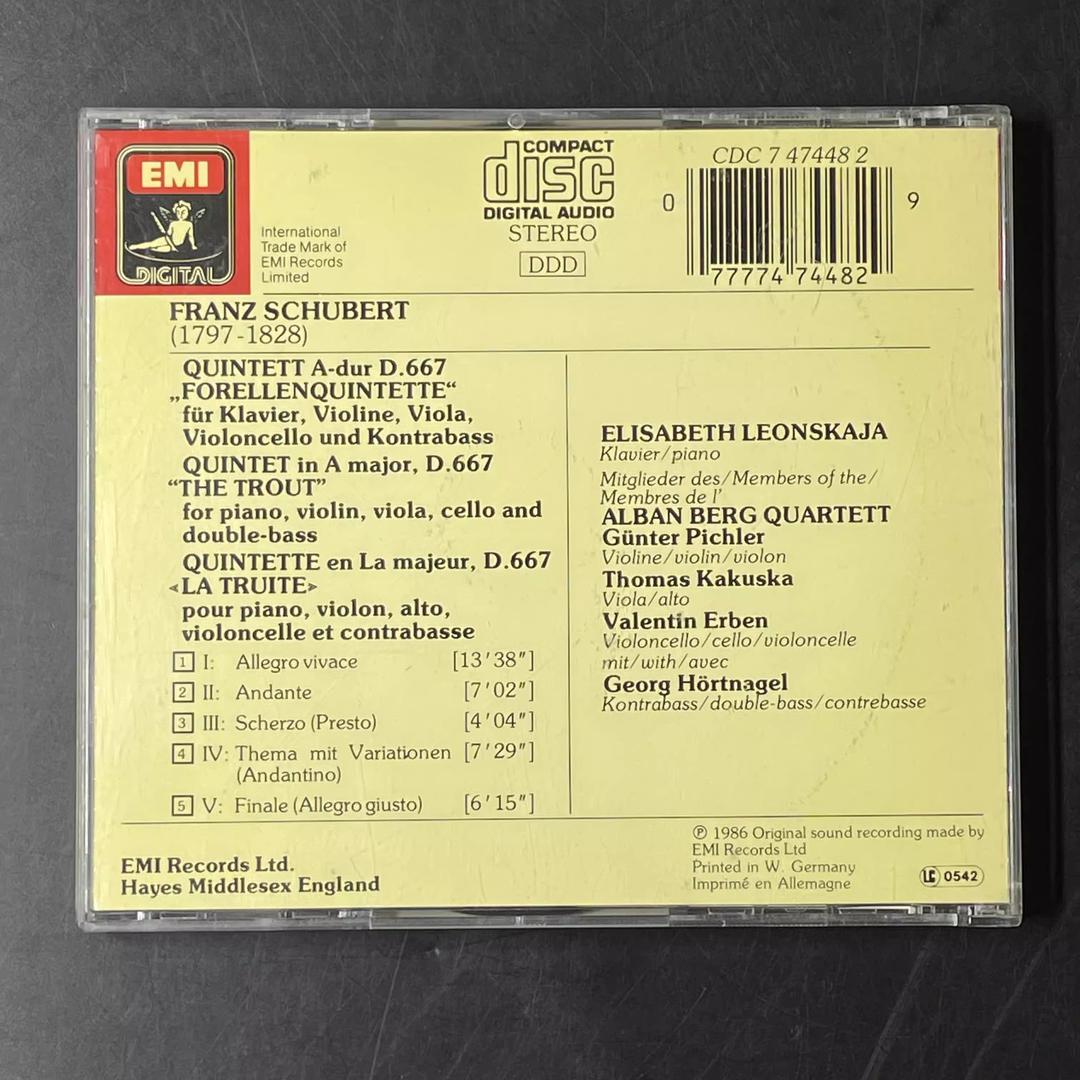 EMI
DIGITAL
International
Trade Mark of
EMI Records
Limited
COMPACT
disc
DIGITAL AUDIO
STEREO
DDD
CDC 7 47448 2
0 77774 74482 9
FRANZ SCHUBERT
(1797-1828)
QUINTETT A-dur D.667
„FORELLENQUINTETTE“
für Klavier, Violine, Viola,
Violoncello und Kontrabass
QUINTET in A major, D.667
“THE TROUT”
for piano, violin, viola, cello and
double-bass
QUINTETTE en La majeur, D.667
«LA TRUITE»
pour piano, violon, alto,
violoncelle et contrabasse
1 I: Allegro vivace [13′38″]
2 II: Andante [7′02″]
3 III: Scherzo (Presto) [4′04″]
4 IV: Thema mit Variationen [7′29″]
(Andantino)
5 V: Finale (Allegro giusto) [6′15″]
ELISABETH LEONSKAJA
Klavier/piano
Mitglieder des/Members of the/
Membres de l'
ALBAN BERG QUARTETT
Günter Pichler
Violine/violin/violon
Thomas Kakuska
Viola/alto
Valentin Erben
Violoncello/cello/violoncelle
mit/with/avec
Georg Hörtnagel
Kontrabass/double-bass/contrebasse
EMI Records Ltd.
Hayes Middlesex England
℗ 1986 Original sound recording made by
EMI Records Ltd
Printed in W. Germany
Imprimé en Allemagne
LC 0542